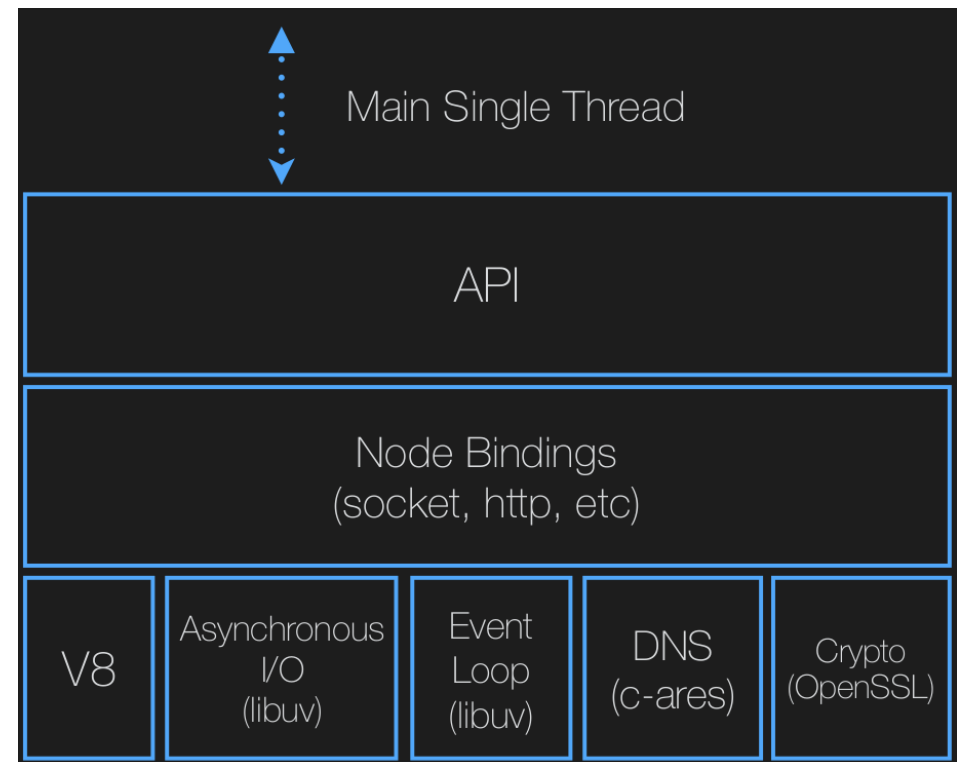 Main Single Thread
API
Node Bindings
(socket, http, etc)
V8
Asynchronous
I/O
(libuv)
Event
Loop
(libuv)
DNS
(c-ares)
Crypto
(OpenSSL)